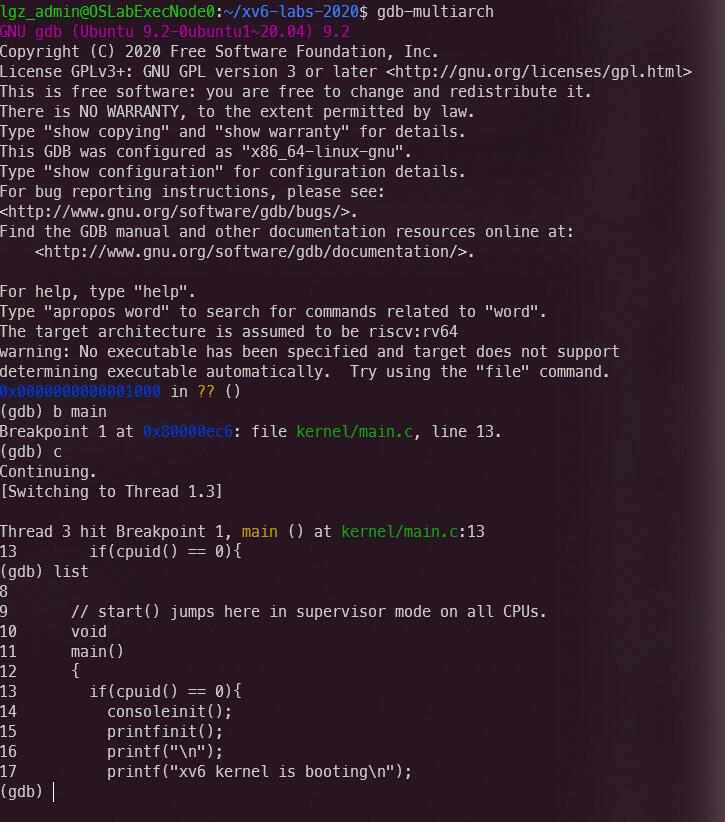 lgz_admin@OSLabExecNode0:~/xv6-labs-2020$ gdb-multiarch
GNU gdb (Ubuntu 9.2-0ubuntu1~20.04) 9.2
Copyright (C) 2020 Free Software Foundation, Inc.
License GPLv3+: GNU GPL version 3 or later <http://gnu.org/licenses/gpl.html>
This is free software: you are free to change and redistribute it.
There is NO WARRANTY, to the extent permitted by law.
Type "show copying" and "show warranty" for details.
This GDB was configured as "x86_64-linux-gnu".
Type "show configuration" for configuration details.
For bug reporting instructions, please see:
<http://www.gnu.org/software/gdb/bugs/>.
Find the GDB manual and other documentation resources online at:
    <http://www.gnu.org/software/gdb/documentation/>.

For help, type "help".
Type "apropos word" to search for commands related to "word".
The target architecture is assumed to be riscv:rv64
warning: No executable has been specified and target does not support
determining executable automatically.  Try using the "file" command.
0x0000000000001000 in ?? ()
(gdb) b main
Breakpoint 1 at 0x80000ec6: file kernel/main.c, line 13.
(gdb) c
Continuing.
[Switching to Thread 1.3]

Thread 3 hit Breakpoint 1, main () at kernel/main.c:13
13        if(cpuid() == 0){
(gdb) list
8
9       // start() jumps here in supervisor mode on all CPUs.
10      void
11      main()
12      {
13        if(cpuid() == 0){
14          consoleinit();
15          printfinit();
16          printf("\n");
17          printf("xv6 kernel is booting\n");
(gdb)